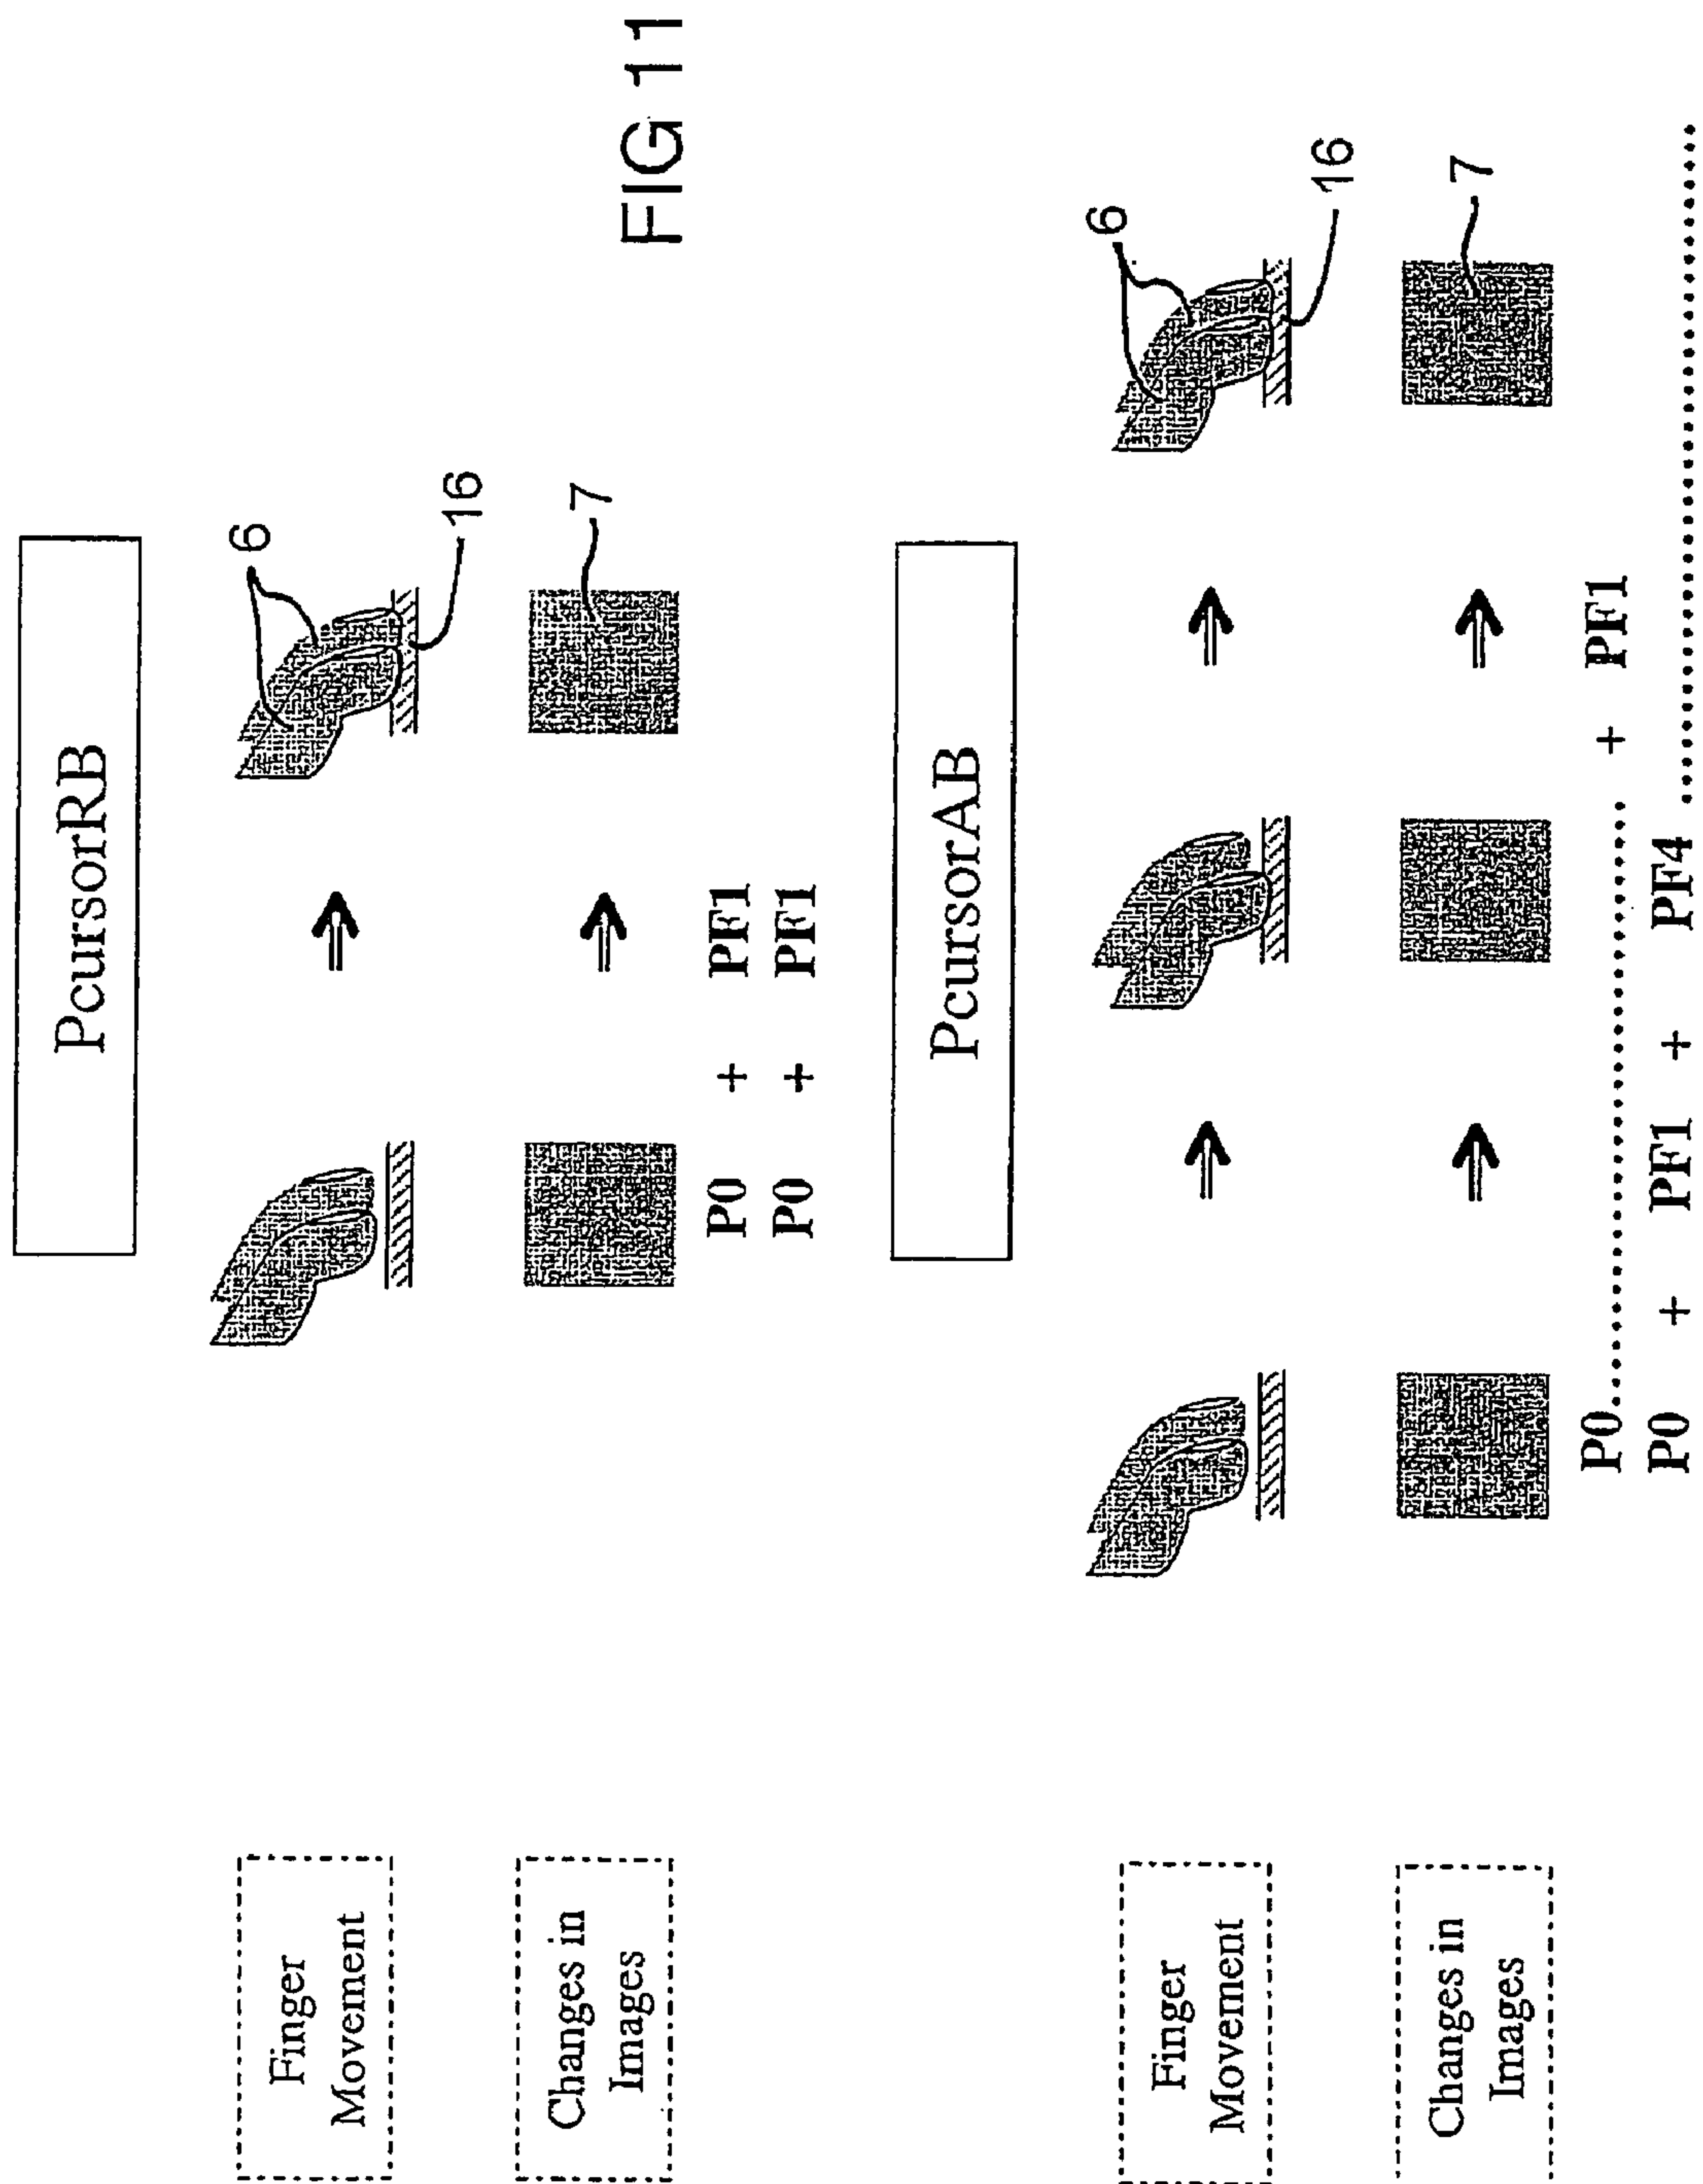 PcursorRB
6
Finger
Movement
16
7
Changes in
Images
FIG 11
P0 + PF1
P0 + PF1
PcursorAB
6
Finger
Movement
16
7
Changes in
Images
P0.............................. + PF1
P0 + PF1 + PF4 ..............................